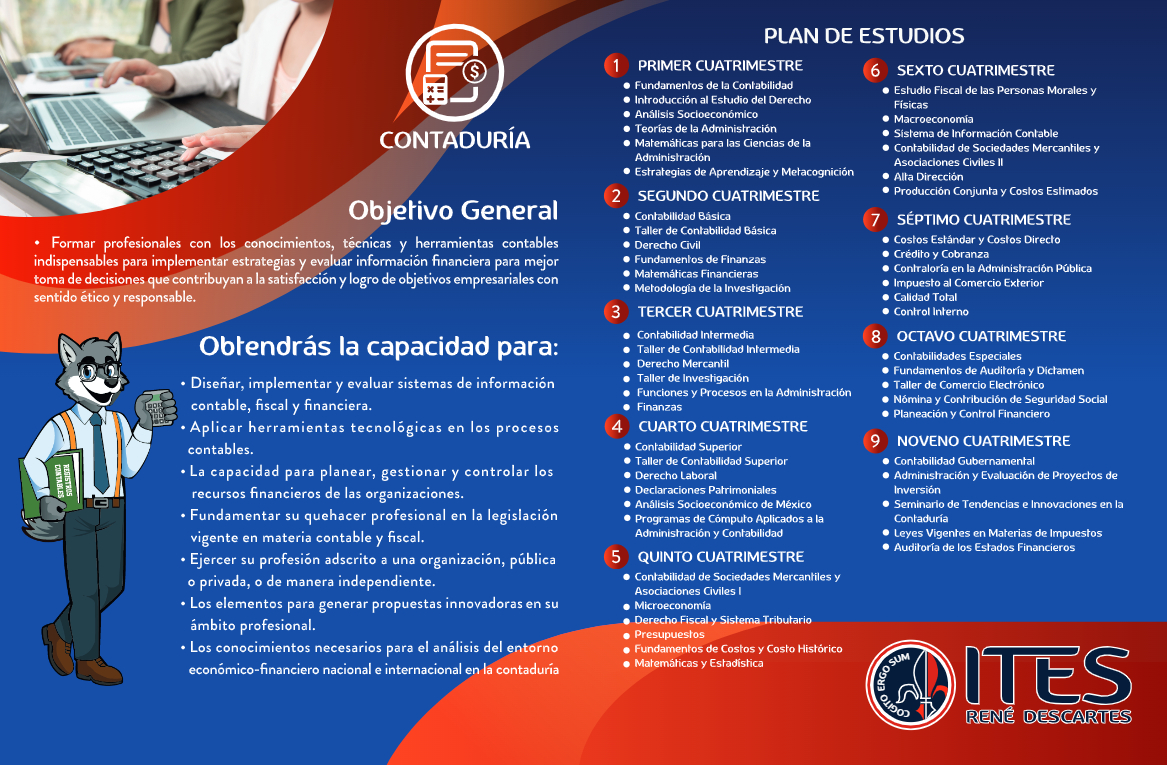 CONTADURÍA
Objetivo General
• Formar profesionales con los conocimientos, técnicas y herramientas contables
indispensables para implementar estrategias y evaluar información financiera para mejor
toma de decisiones que contribuyan a la satisfacción y logro de objetivos empresariales con
sentido ético y responsable.
Obtendrás la capacidad para:
• Diseñar, implementar y evaluar sistemas de información
contable, fiscal y financiera.
• Aplicar herramientas tecnológicas en los procesos
contables.
• La capacidad para planear, gestionar y controlar los
recursos financieros de las organizaciones.
• Fundamentar su quehacer profesional en la legislación
vigente en materia contable y fiscal.
• Ejercer su profesión adscrito a una organización, pública
o privada, o de manera independiente.
• Los elementos para generar propuestas innovadoras en su
ámbito profesional.
• Los conocimientos necesarios para el análisis del entorno
económico-financiero nacional e internacional en la contaduría
REGISTROS
CONTABLES
PLAN DE ESTUDIOS
1 PRIMER CUATRIMESTRE
• Fundamentos de la Contabilidad
• Introducción al Estudio del Derecho
• Análisis Socioeconómico
• Teorías de la Administración
• Matemáticas para las Ciencias de la
Administración
• Estrategias de Aprendizaje y Metacognición
2 SEGUNDO CUATRIMESTRE
• Contabilidad Básica
• Taller de Contabilidad Básica
• Derecho Civil
• Fundamentos de Finanzas
• Matemáticas Financieras
• Metodología de la Investigación
3 TERCER CUATRIMESTRE
• Contabilidad Intermedia
• Taller de Contabilidad Intermedia
• Derecho Mercantil
• Taller de Investigación
• Funciones y Procesos en la Administración
• Finanzas
4 CUARTO CUATRIMESTRE
• Contabilidad Superior
• Taller de Contabilidad Superior
• Derecho Laboral
• Declaraciones Patrimoniales
• Análisis Socioeconómico de México
• Programas de Cómputo Aplicados a la
Administración y Contabilidad
5 QUINTO CUATRIMESTRE
• Contabilidad de Sociedades Mercantiles y
Asociaciones Civiles I
• Microeconomía
• Derecho Fiscal y Sistema Tributario
• Presupuestos
• Fundamentos de Costos y Costo Histórico
• Matemáticas y Estadística
6 SEXTO CUATRIMESTRE
• Estudio Fiscal de las Personas Morales y
Físicas
• Macroeconomía
• Sistema de Información Contable
• Contabilidad de Sociedades Mercantiles y
Asociaciones Civiles II
• Alta Dirección
• Producción Conjunta y Costos Estimados
7 SÉPTIMO CUATRIMESTRE
• Costos Estándar y Costos Directo
• Crédito y Cobranza
• Contraloría en la Administración Pública
• Impuesto al Comercio Exterior
• Calidad Total
• Control Interno
8 OCTAVO CUATRIMESTRE
• Contabilidades Especiales
• Fundamentos de Auditoría y Dictamen
• Taller de Comercio Electrónico
• Nómina y Contribución de Seguridad Social
• Planeación y Control Financiero
9 NOVENO CUATRIMESTRE
• Contabilidad Gubernamental
• Administración y Evaluación de Proyectos de
Inversión
• Seminario de Tendencias e Innovaciones en la
Contaduría
• Leyes Vigentes en Materias de Impuestos
• Auditoría de los Estados Financieros
COGITO ERGO SUM
ITES
RENÉ DESCARTES